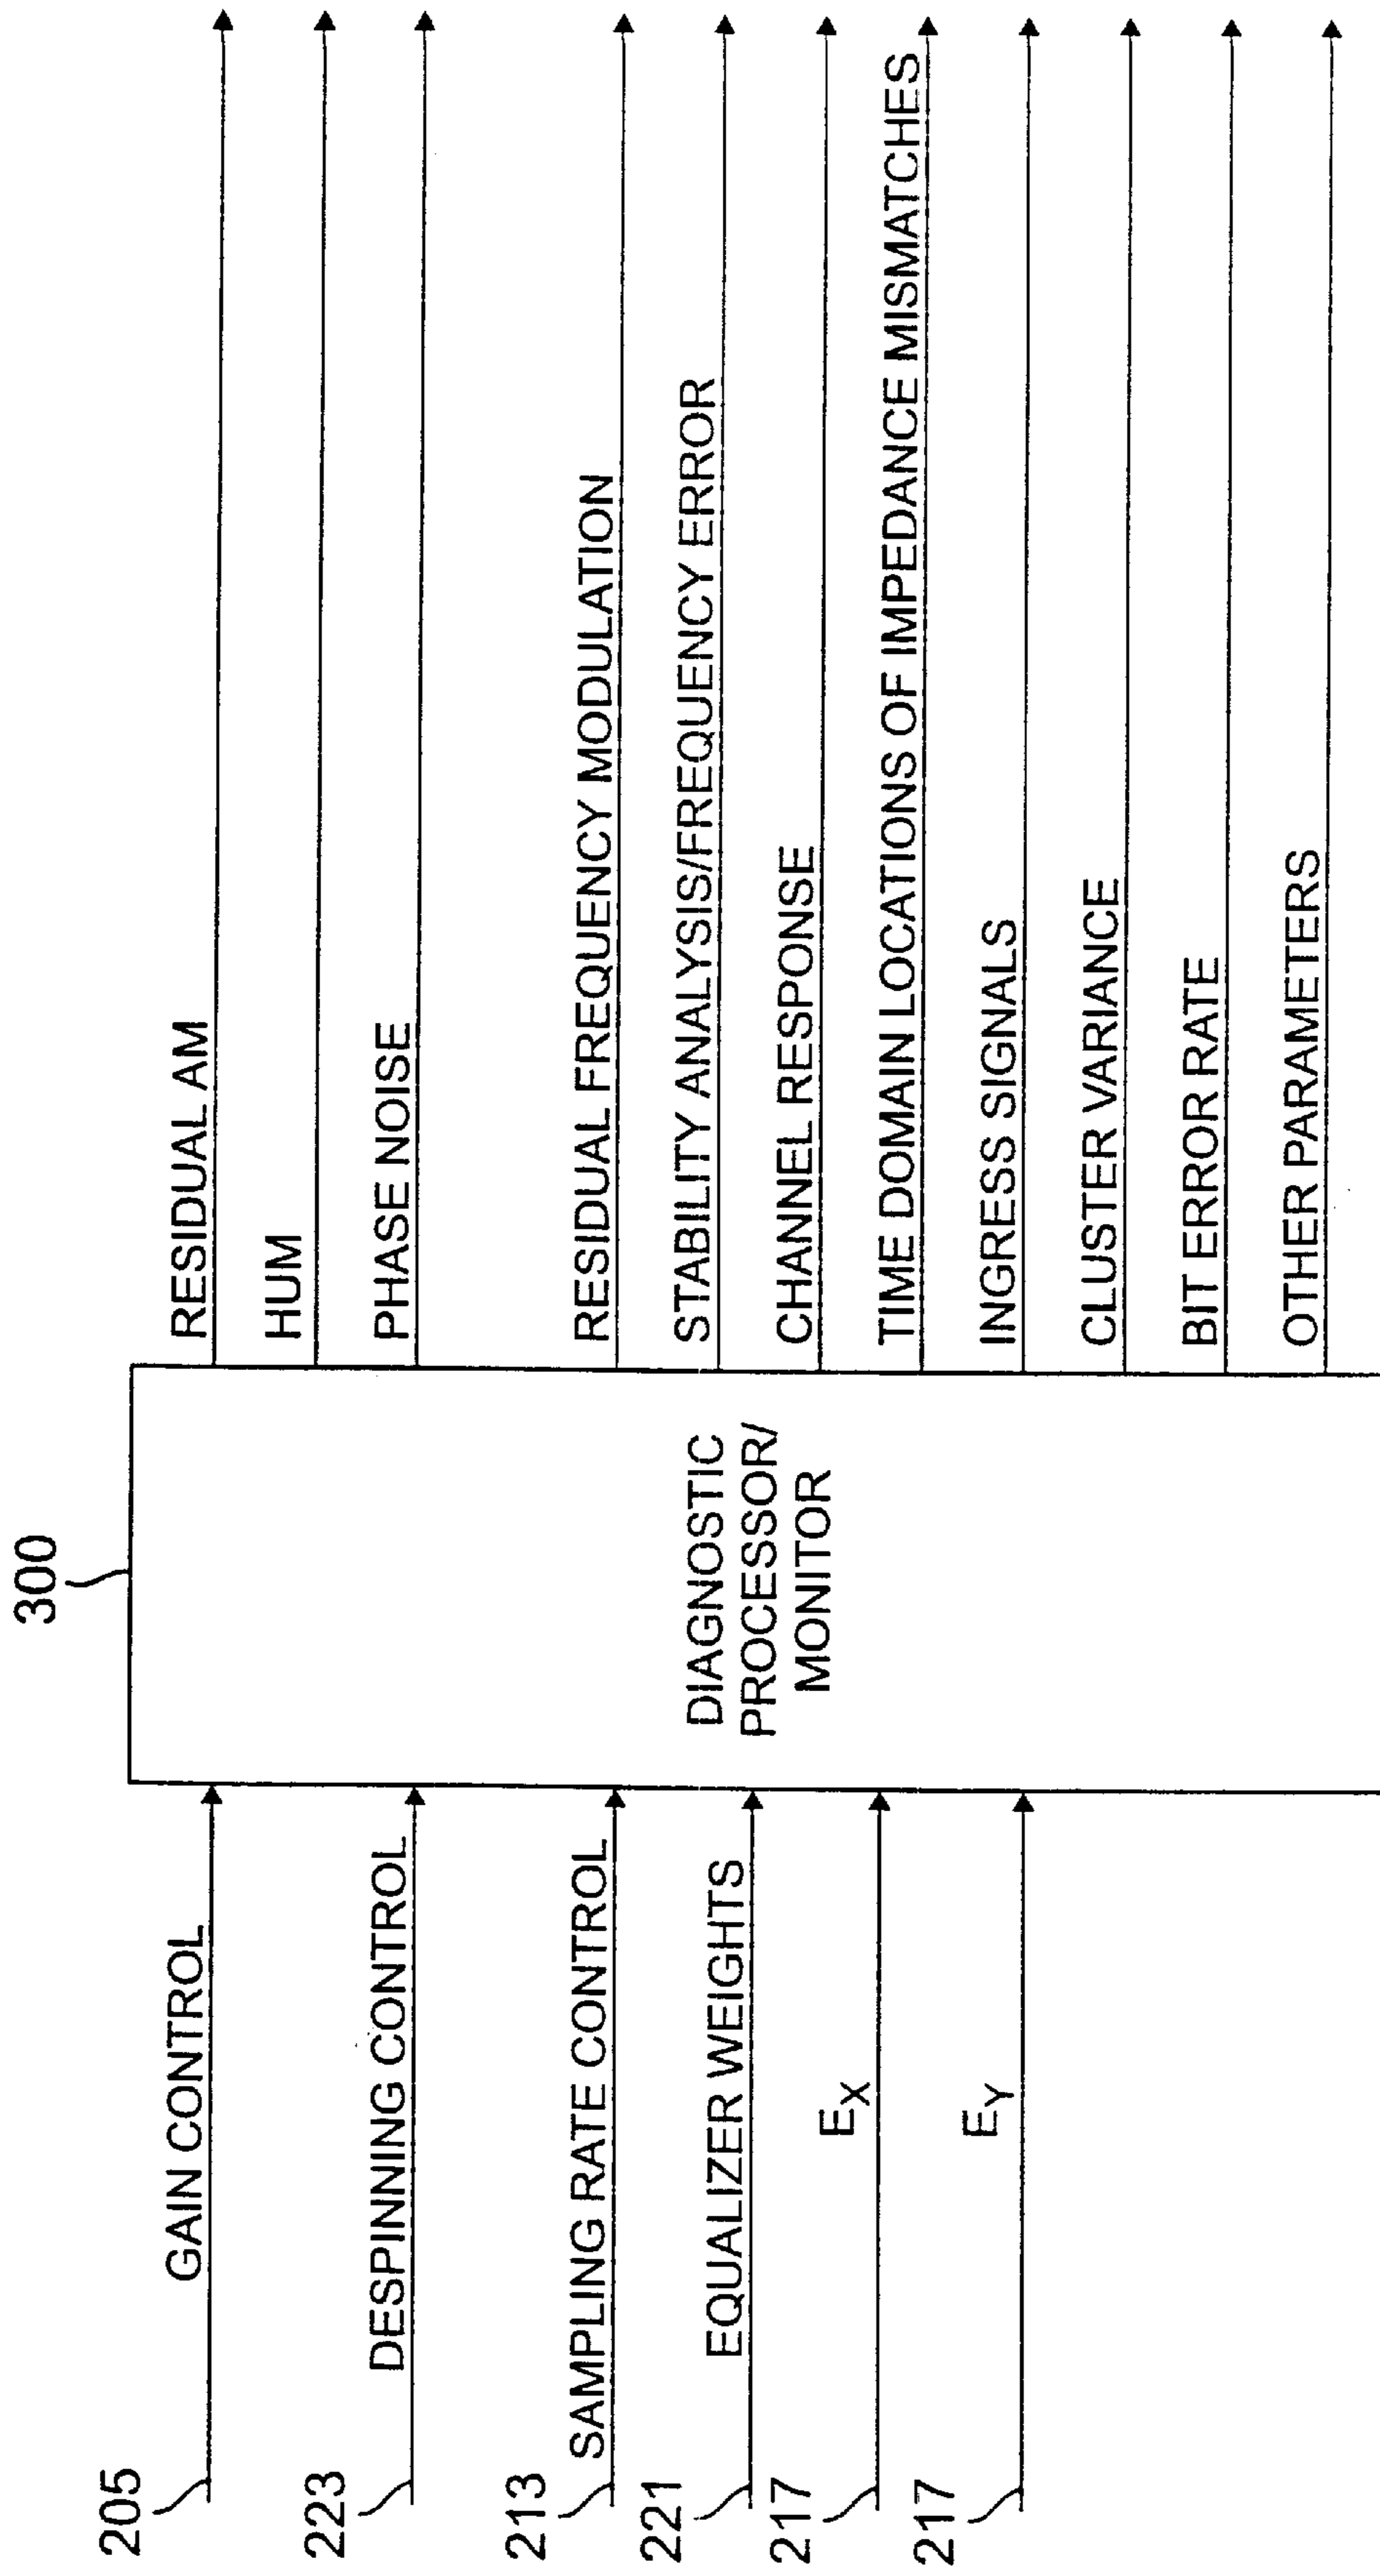 300
205
GAIN CONTROL
223
DESPINNING CONTROL
213
SAMPLING RATE CONTROL
221
EQUALIZER WEIGHTS
217
EX
217
EY
DIAGNOSTIC
PROCESSOR/
MONITOR
RESIDUAL AM
HUM
PHASE NOISE
RESIDUAL FREQUENCY MODULATION
STABILITY ANALYSIS/FREQUENCY ERROR
CHANNEL RESPONSE
TIME DOMAIN LOCATIONS OF IMPEDANCE MISMATCHES
INGRESS SIGNALS
CLUSTER VARIANCE
BIT ERROR RATE
OTHER PARAMETERS